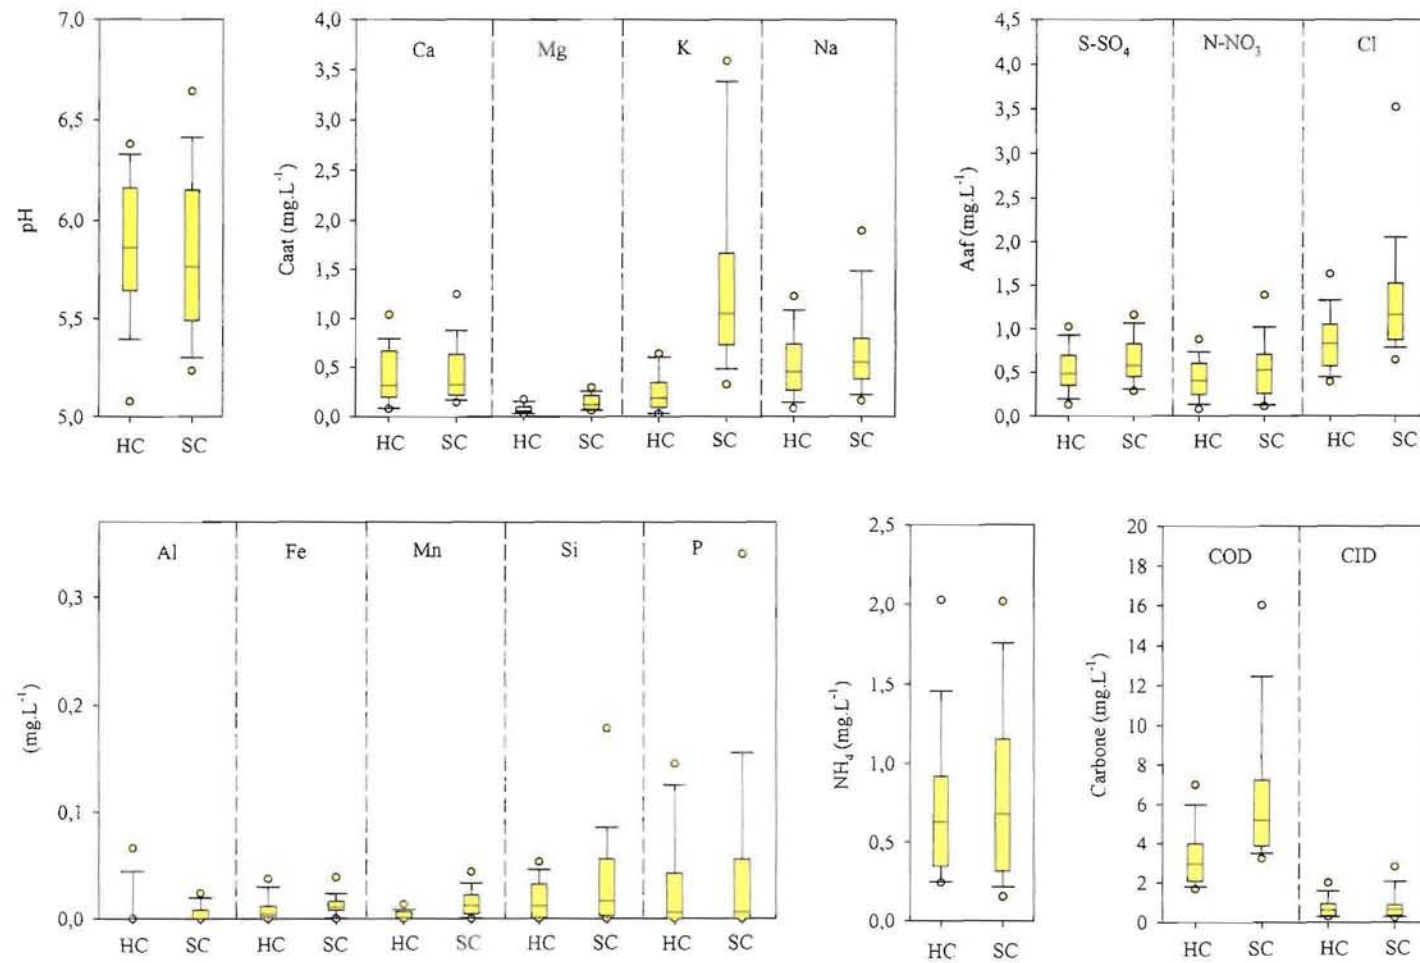 7,0
6,5
6,0
5,5
5,0
pH
HC SC
4,0
3,5
3,0
2,5
2,0
1,5
1,0
0,5
0,0
Caat (mg.L⁻¹)
Ca Mg K Na
HC SC HC SC HC SC HC SC
4,5
4,0
3,5
3,0
2,5
2,0
1,5
1,0
0,5
0,0
Aaf (mg.L⁻¹)
S-SO₄ N-NO₃ Cl
HC SC HC SC HC SC
0,3
0,2
0,1
0,0
(mg.L⁻¹)
Al Fe Mn Si P
HC SC HC SC HC SC HC SC HC SC
2,5
2,0
1,5
1,0
0,5
0,0
NH₄ (mg.L⁻¹)
HC SC
20
18
16
14
12
10
8
6
4
2
0
Carbone (mg.L⁻¹)
COD CID
HC SC HC SC